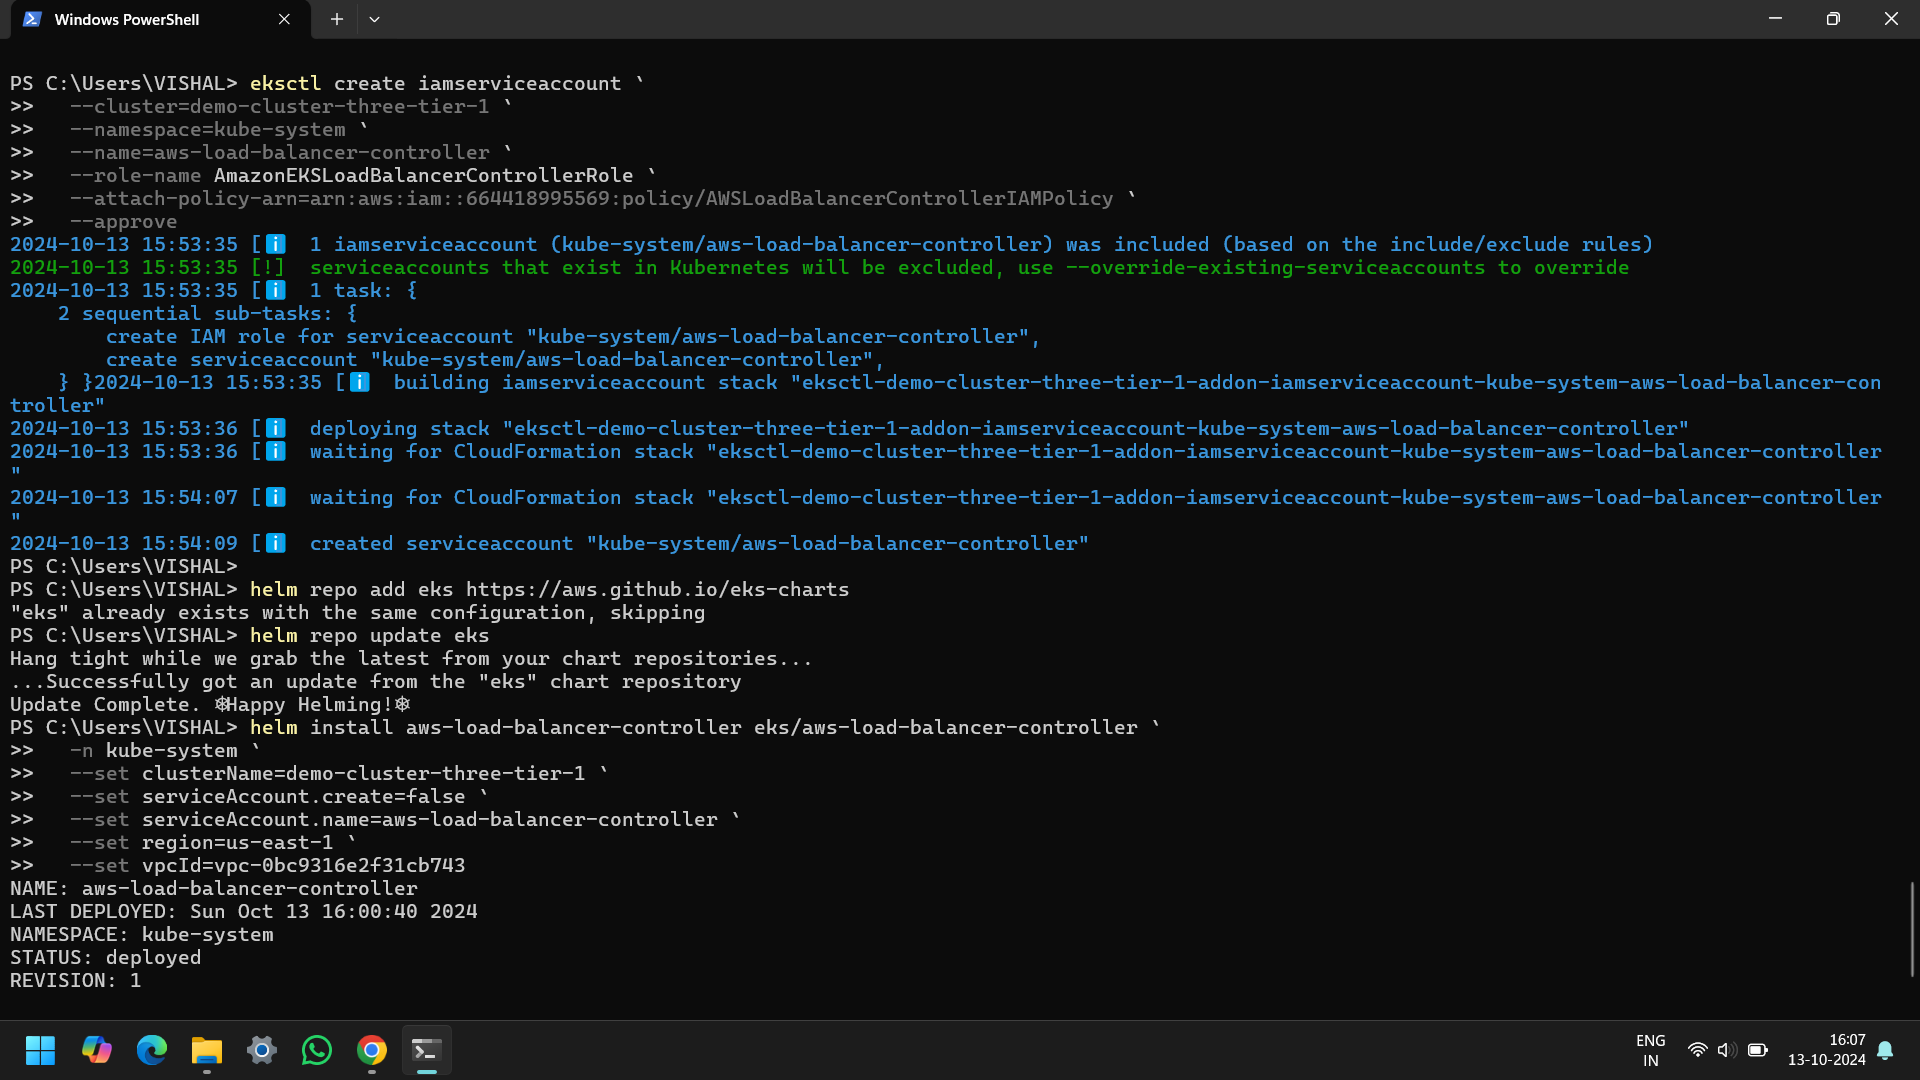 Windows PowerShell
PS C:\Users\VISHAL> eksctl create iamserviceaccount `
>>   --cluster=demo-cluster-three-tier-1 `
>>   --namespace=kube-system `
>>   --name=aws-load-balancer-controller `
>>   --role-name AmazonEKSLoadBalancerControllerRole `
>>   --attach-policy-arn=arn:aws:iam::664418995569:policy/AWSLoadBalancerControllerIAMPolicy `
>>   --approve
2024-10-13 15:53:35 [ℹ  1 iamserviceaccount (kube-system/aws-load-balancer-controller) was included (based on the include/exclude rules)
2024-10-13 15:53:35 [!]  serviceaccounts that exist in Kubernetes will be excluded, use --override-existing-serviceaccounts to override
2024-10-13 15:53:35 [ℹ  1 task: {
    2 sequential sub-tasks: {
        create IAM role for serviceaccount "kube-system/aws-load-balancer-controller",
        create serviceaccount "kube-system/aws-load-balancer-controller",
    } }2024-10-13 15:53:35 [ℹ  building iamserviceaccount stack "eksctl-demo-cluster-three-tier-1-addon-iamserviceaccount-kube-system-aws-load-balancer-con
troller"
2024-10-13 15:53:36 [ℹ  deploying stack "eksctl-demo-cluster-three-tier-1-addon-iamserviceaccount-kube-system-aws-load-balancer-controller"
2024-10-13 15:53:36 [ℹ  waiting for CloudFormation stack "eksctl-demo-cluster-three-tier-1-addon-iamserviceaccount-kube-system-aws-load-balancer-controller
"
2024-10-13 15:54:07 [ℹ  waiting for CloudFormation stack "eksctl-demo-cluster-three-tier-1-addon-iamserviceaccount-kube-system-aws-load-balancer-controller
"
2024-10-13 15:54:09 [ℹ  created serviceaccount "kube-system/aws-load-balancer-controller"
PS C:\Users\VISHAL>
PS C:\Users\VISHAL> helm repo add eks https://aws.github.io/eks-charts
"eks" already exists with the same configuration, skipping
PS C:\Users\VISHAL> helm repo update eks
Hang tight while we grab the latest from your chart repositories...
...Successfully got an update from the "eks" chart repository
Update Complete. ⎈Happy Helming!⎈
PS C:\Users\VISHAL> helm install aws-load-balancer-controller eks/aws-load-balancer-controller `
>>   -n kube-system `
>>   --set clusterName=demo-cluster-three-tier-1 `
>>   --set serviceAccount.create=false `
>>   --set serviceAccount.name=aws-load-balancer-controller `
>>   --set region=us-east-1 `
>>   --set vpcId=vpc-0bc9316e2f31cb743
NAME: aws-load-balancer-controller
LAST DEPLOYED: Sun Oct 13 16:00:40 2024
NAMESPACE: kube-system
STATUS: deployed
REVISION: 1
ENG
IN
16:07
13-10-2024